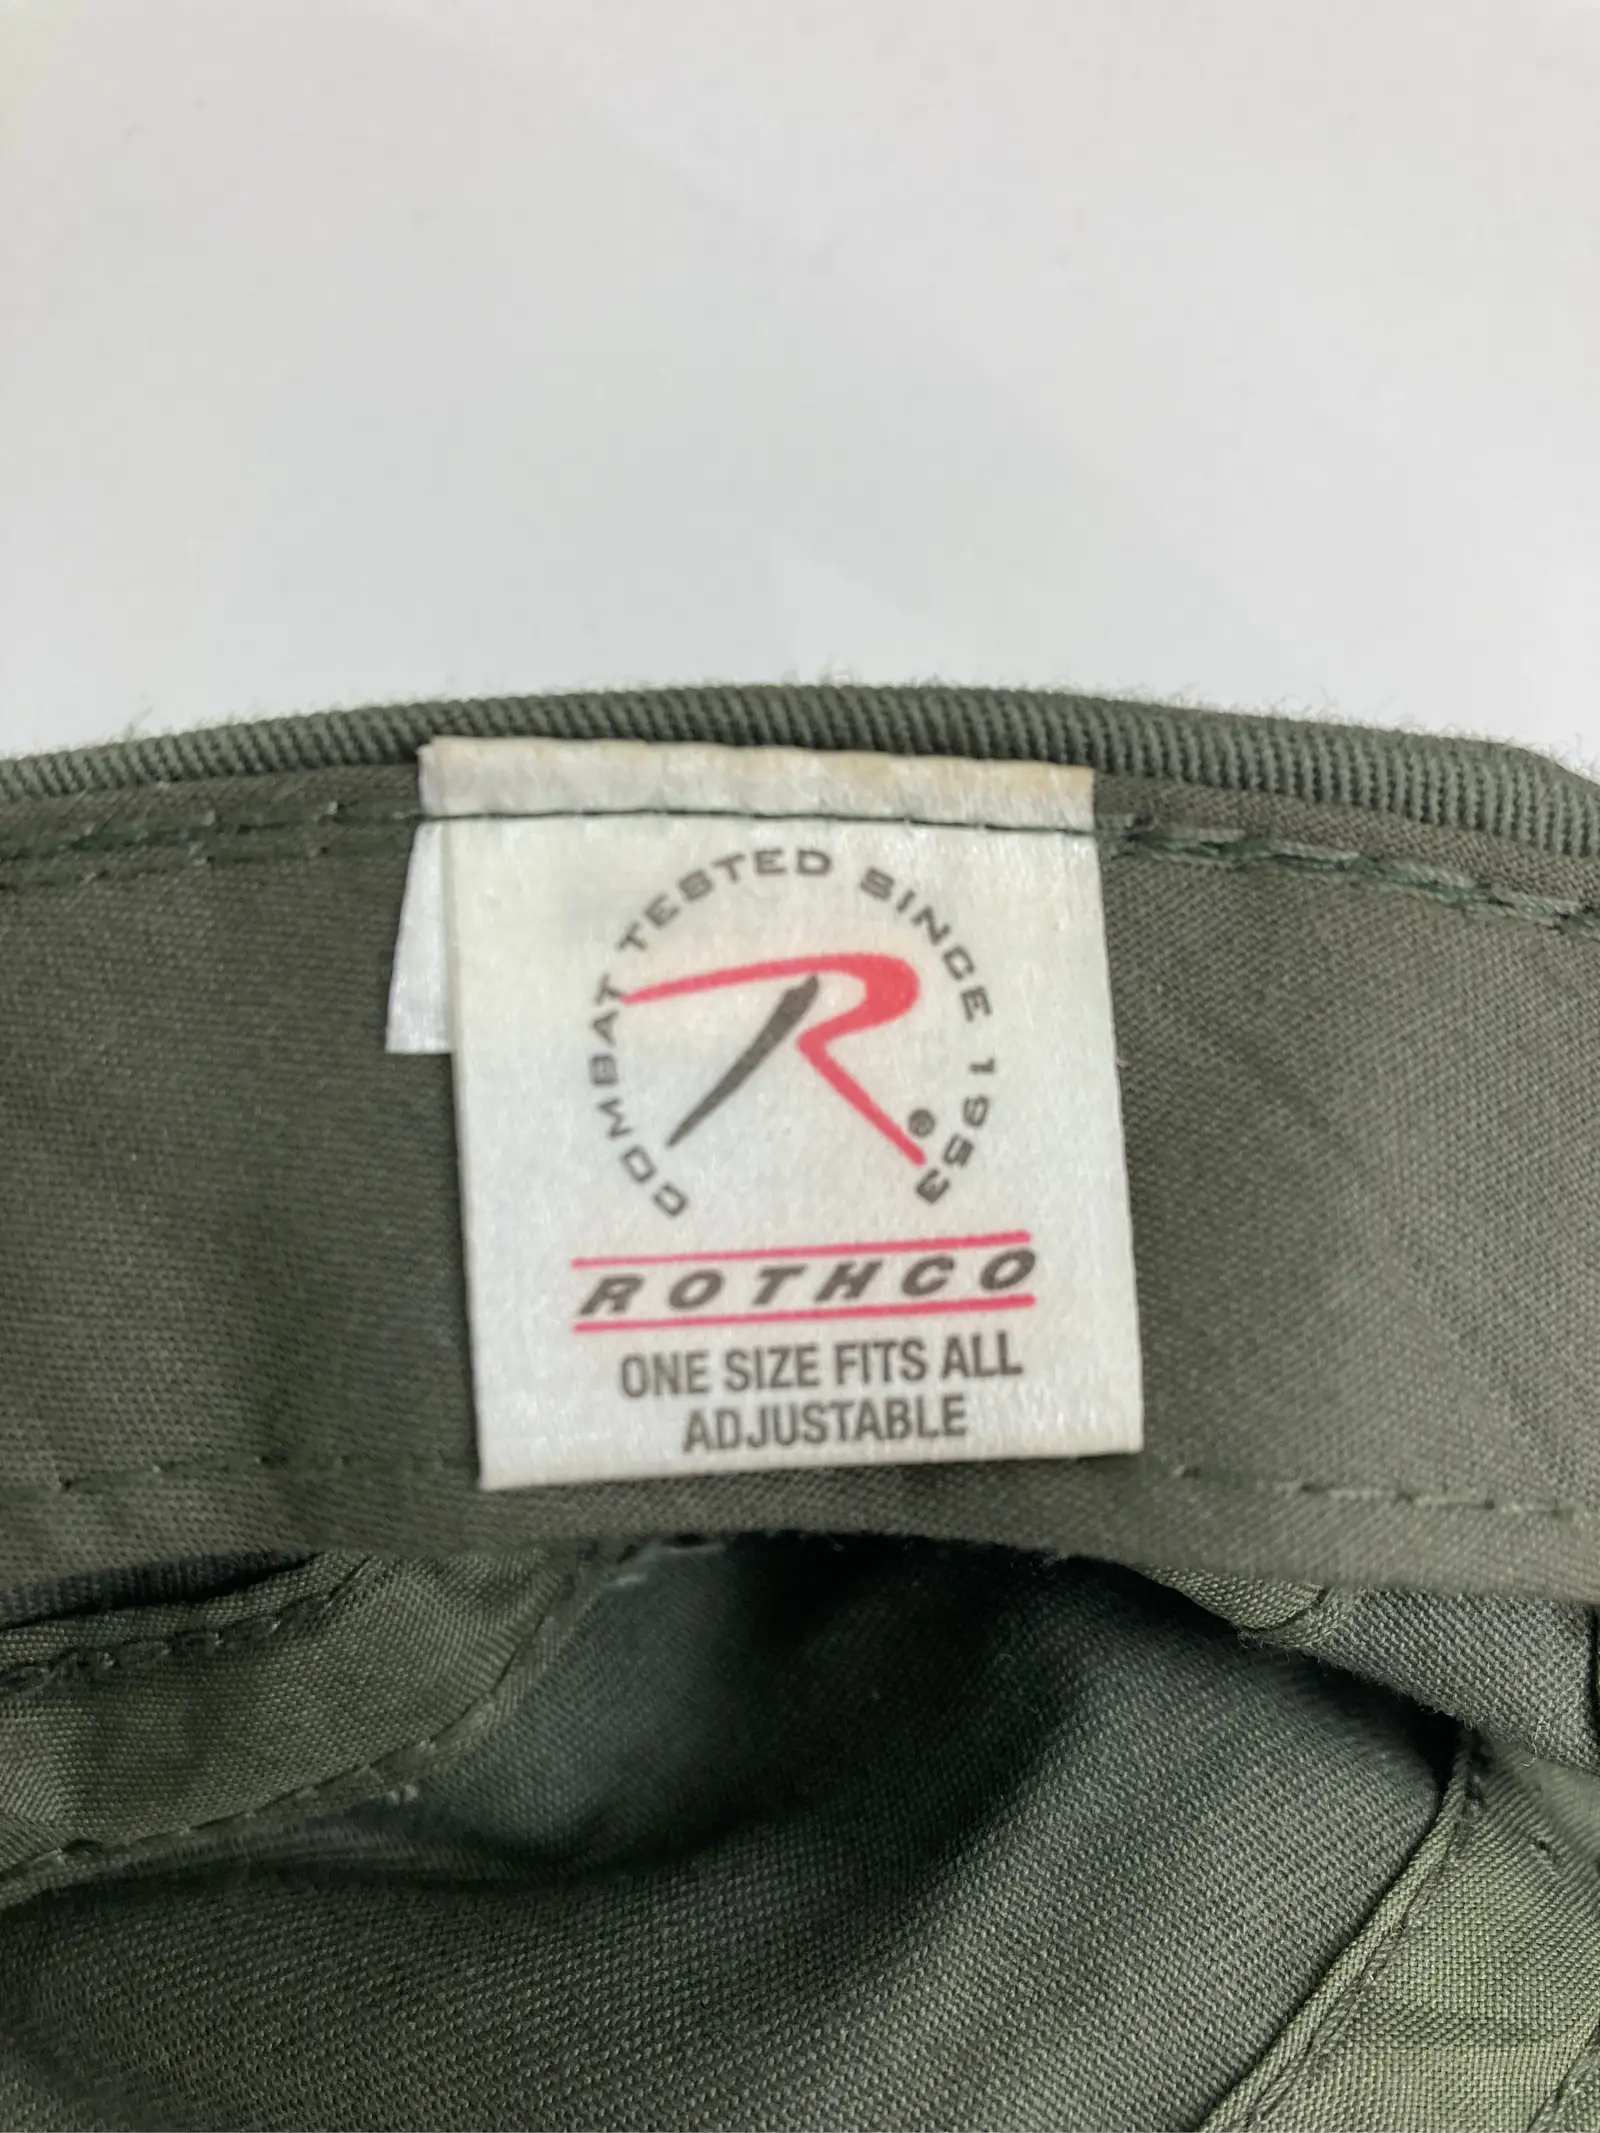 COMBAT TESTED SINCE 1953
R®
ROTHCO
ONE SIZE FITS ALL
ADJUSTABLE